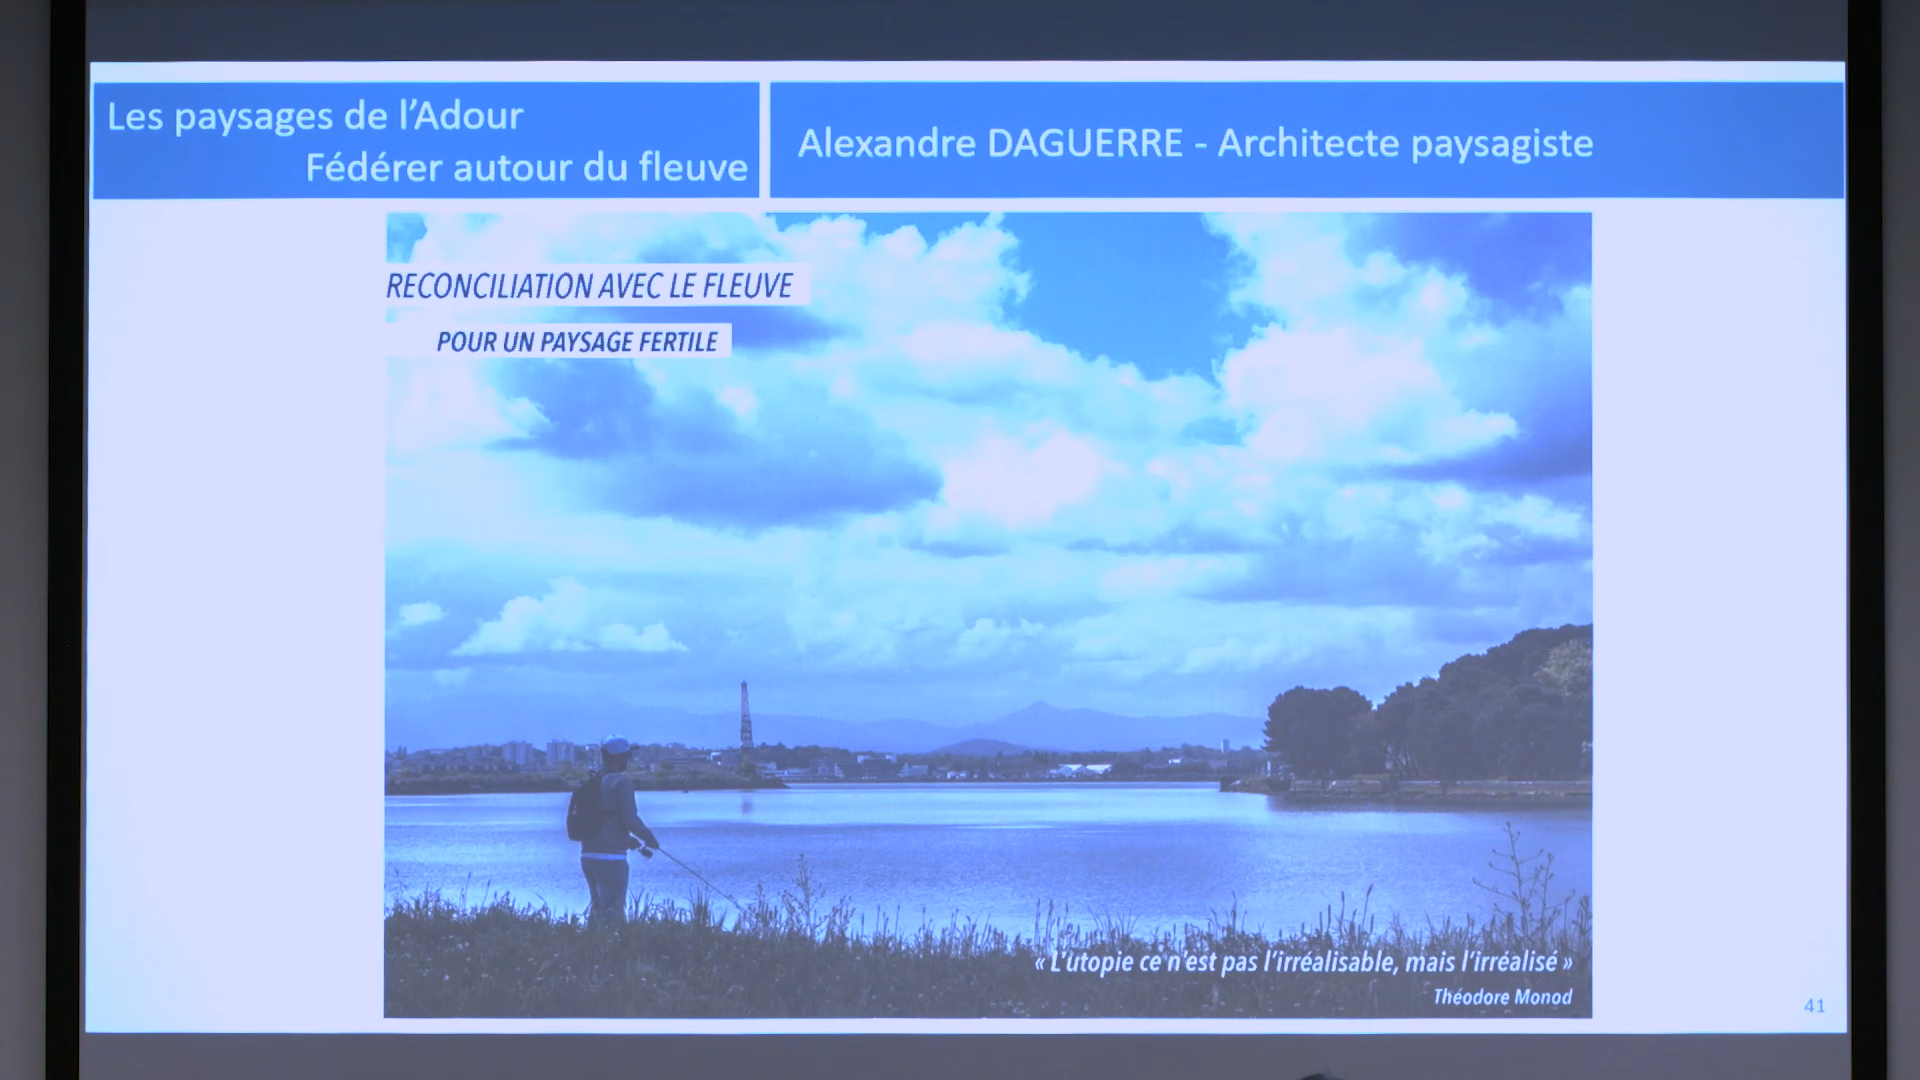 Les paysages de l'Adour
Fédérer autour du fleuve
Alexandre DAGUERRE - Architecte paysagiste
RECONCILIATION AVEC LE FLEUVE
POUR UN PAYSAGE FERTILE
« L'utopie ce n'est pas l'irréalisable, mais l'irréalisé »
Théodore Monod
41